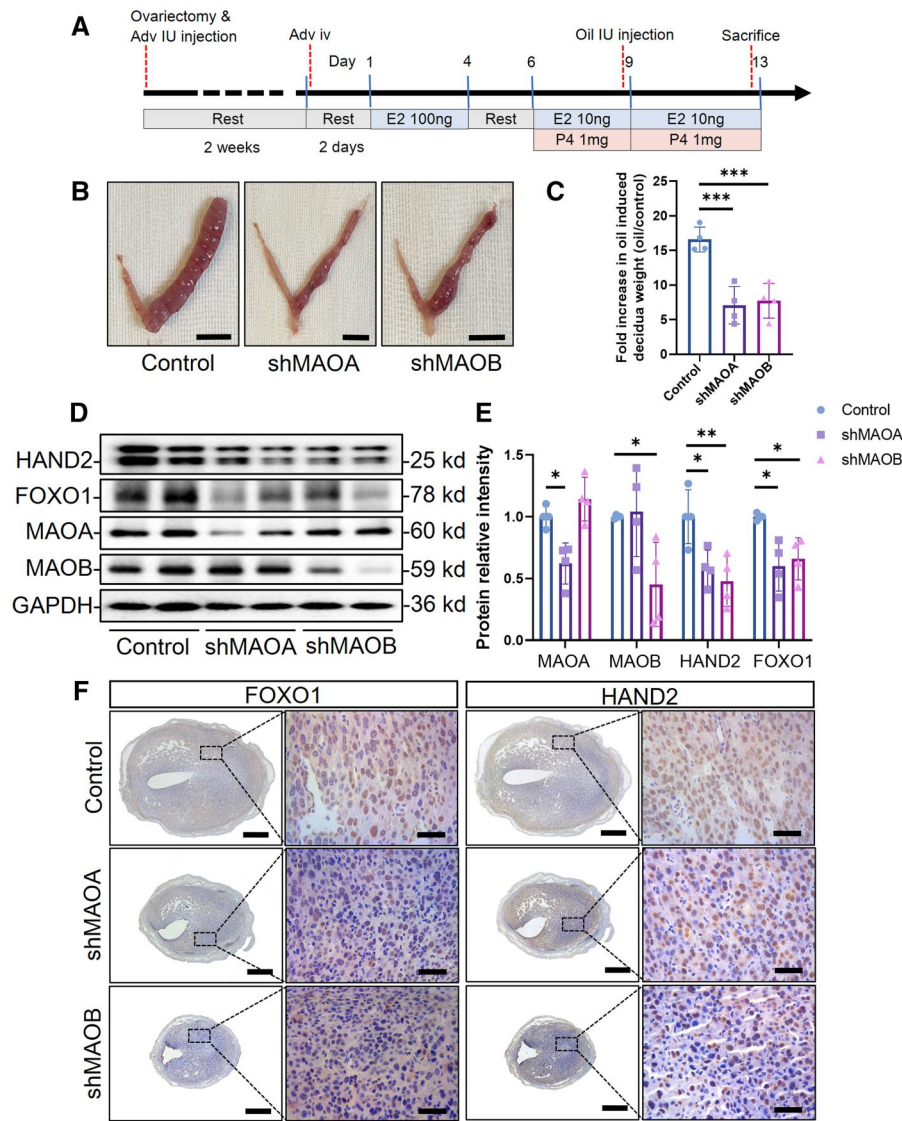 A
Ovariectomy &
Adv IU injection
Adv iv
Oil IU injection
Sacrifice
Day 1 4 6 9 13
Rest Rest E2 100ng Rest E2 10ng E2 10ng
P4 1mg P4 1mg
2 weeks 2 days
B
Control shMAOA shMAOB
C
Fold increase in oil induced
decidua weight (oil/control)
25
20
15
10
5
0
***
***
Control shMAOA shMAOB
D
HAND2 25 kd
FOXO1 78 kd
MAOA 60 kd
MAOB 59 kd
GAPDH 36 kd
Control shMAOA shMAOB
E
Control
shMAOA
shMAOB
Protein relative intensity
1.5
1.0
0.5
0.0
* * ** * * *
MAOA MAOB HAND2 FOXO1
F
FOXO1 HAND2
Control
shMAOA
shMAOB